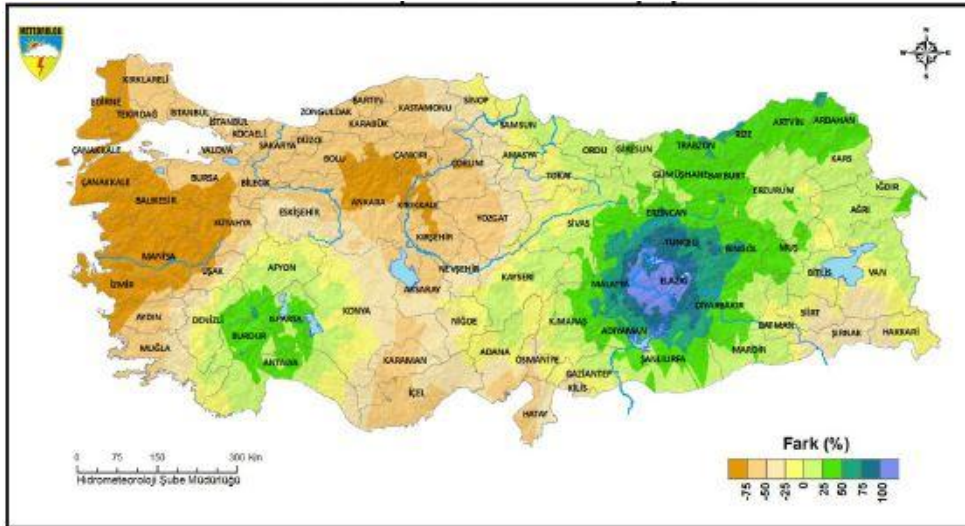 METEOROLOJİ
KIRKLARELİ
EDİRNE
TEKİRDAĞ
İSTANBUL
İSTANBUL
KOCAELİ
YALOVA
SAKARYA
DÜZCE
ZONGULDAK
BARTIN
KARABÜK
KASTAMONU
SİNOP
SAMSUN
ORDU
GİRESUN
TRABZON
RİZE
ARTVİN
ARDAHAN
KARS
ÇANAKKALE
ÇANAKKALE
BALIKESİR
BURSA
BİLECİK
BOLU
ÇANKIRI
ÇORUM
AMASYA
TOKAT
GÜMÜŞHANE
BAYBURT
ERZURUM
IĞDIR
AĞRI
KÜTAHYA
ESKİŞEHİR
ANKARA
KIRIKKALE
YOZGAT
SİVAS
ERZİNCAN
TUNCELİ
BİNGÖL
MUŞ
BİTLİS
VAN
MANİSA
İZMİR
UŞAK
AFYON
KIRŞEHİR
NEVŞEHİR
KAYSERİ
MALATYA
ELAZIĞ
DİYARBAKIR
SİİRT
BATMAN
ŞIRNAK
HAKKARİ
AYDIN
DENİZLİ
BURDUR
ISPARTA
KONYA
AKSARAY
NİĞDE
K.MARAŞ
ADIYAMAN
MARDİN
MUĞLA
ANTALYA
KARAMAN
İÇEL
ADANA
OSMANİYE
GAZİANTEP
KİLİS
ŞANLIURFA
HATAY
N
W
E
S
0 75 150 300 Km
Hidrometeoroloji Şube Müdürlüğü
Fark (%)
-75 -50 -25 0 25 50 75 100